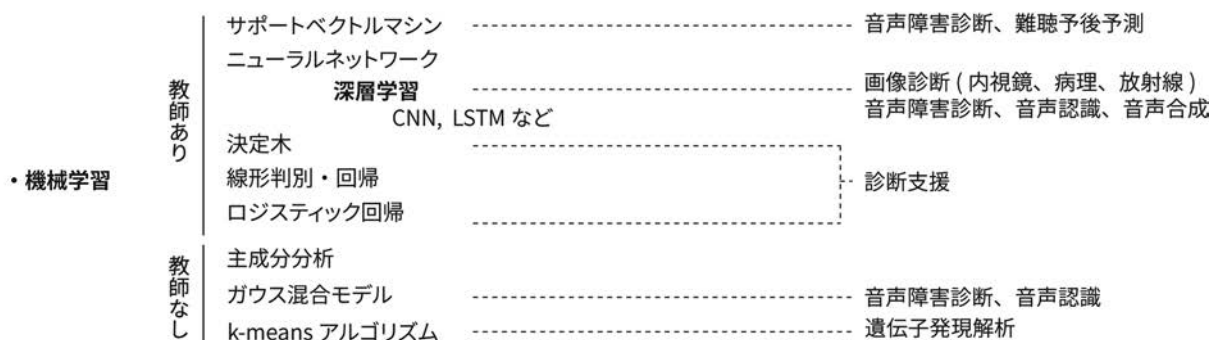 ・機械学習
教師あり
サポートベクトルマシン 音声障害診断、難聴予後予測
ニューラルネットワーク
深層学習 画像診断 ( 内視鏡、病理、放射線 )
音声障害診断、音声認識、音声合成
CNN, LSTM など
決定木
線形判別・回帰 診断支援
ロジスティック回帰
教師なし
主成分分析
ガウス混合モデル 音声障害診断、音声認識
k-means アルゴリズム 遺伝子発現解析